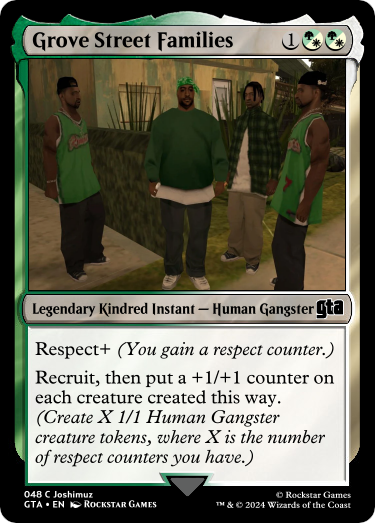 Grove Street Families 1
Legendary Kindred Instant — Human Gangster gta
Respect+ (You gain a respect counter.)
Recruit, then put a +1/+1 counter on
each creature created this way.
(Create X 1/1 Human Gangster
creature tokens, where X is the number
of respect counters you have.)
048 C Joshimuz
GTA • EN Rockstar Games
© Rockstar Games
™ & © 2024 Wizards of the Coast